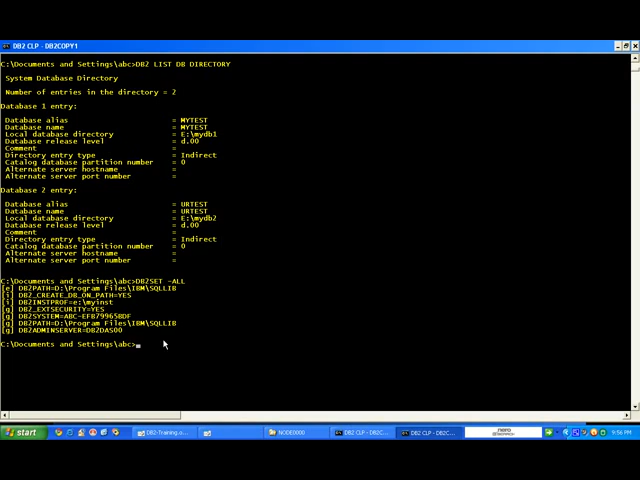 DB2 CLP - DB2COPY1
C:\Documents and Settings\abc>DB2 LIST DB DIRECTORY
System Database Directory
Number of entries in the directory = 2
Database 1 entry:
Database alias = MYTEST
Database name = MYTEST
Local database directory = E:\mydb1
Database release level = d.00
Comment =
Directory entry type = Indirect
Catalog database partition number = 0
Alternate server hostname =
Alternate server port number =
Database 2 entry:
Database alias = URTEST
Database name = URTEST
Local database directory = E:\mydb2
Database release level = d.00
Comment =
Directory entry type = Indirect
Catalog database partition number = 0
Alternate server hostname =
Alternate server port number =
C:\Documents and Settings\abc>DB2SET -ALL
[e] DB2PATH=D:\Program Files\IBM\SQLLIB
[i] DB2_CREATE_DB_ON_PATH=YES
[i] DB2INSTPROF=e:\myinst
[g] DB2_EXTSECURITY=YES
[g] DB2SYSTEM=ABC-EFB799658DF
[g] DB2PATH=D:\Program Files\IBM\SQLLIB
[g] DB2ADMINSERVER=DB2DAS00
C:\Documents and Settings\abc>
start DB2-Training.o... NODE0000 DB2 CLP - DB2C... DB2 CLP - DB2C... nero 9:56 PM